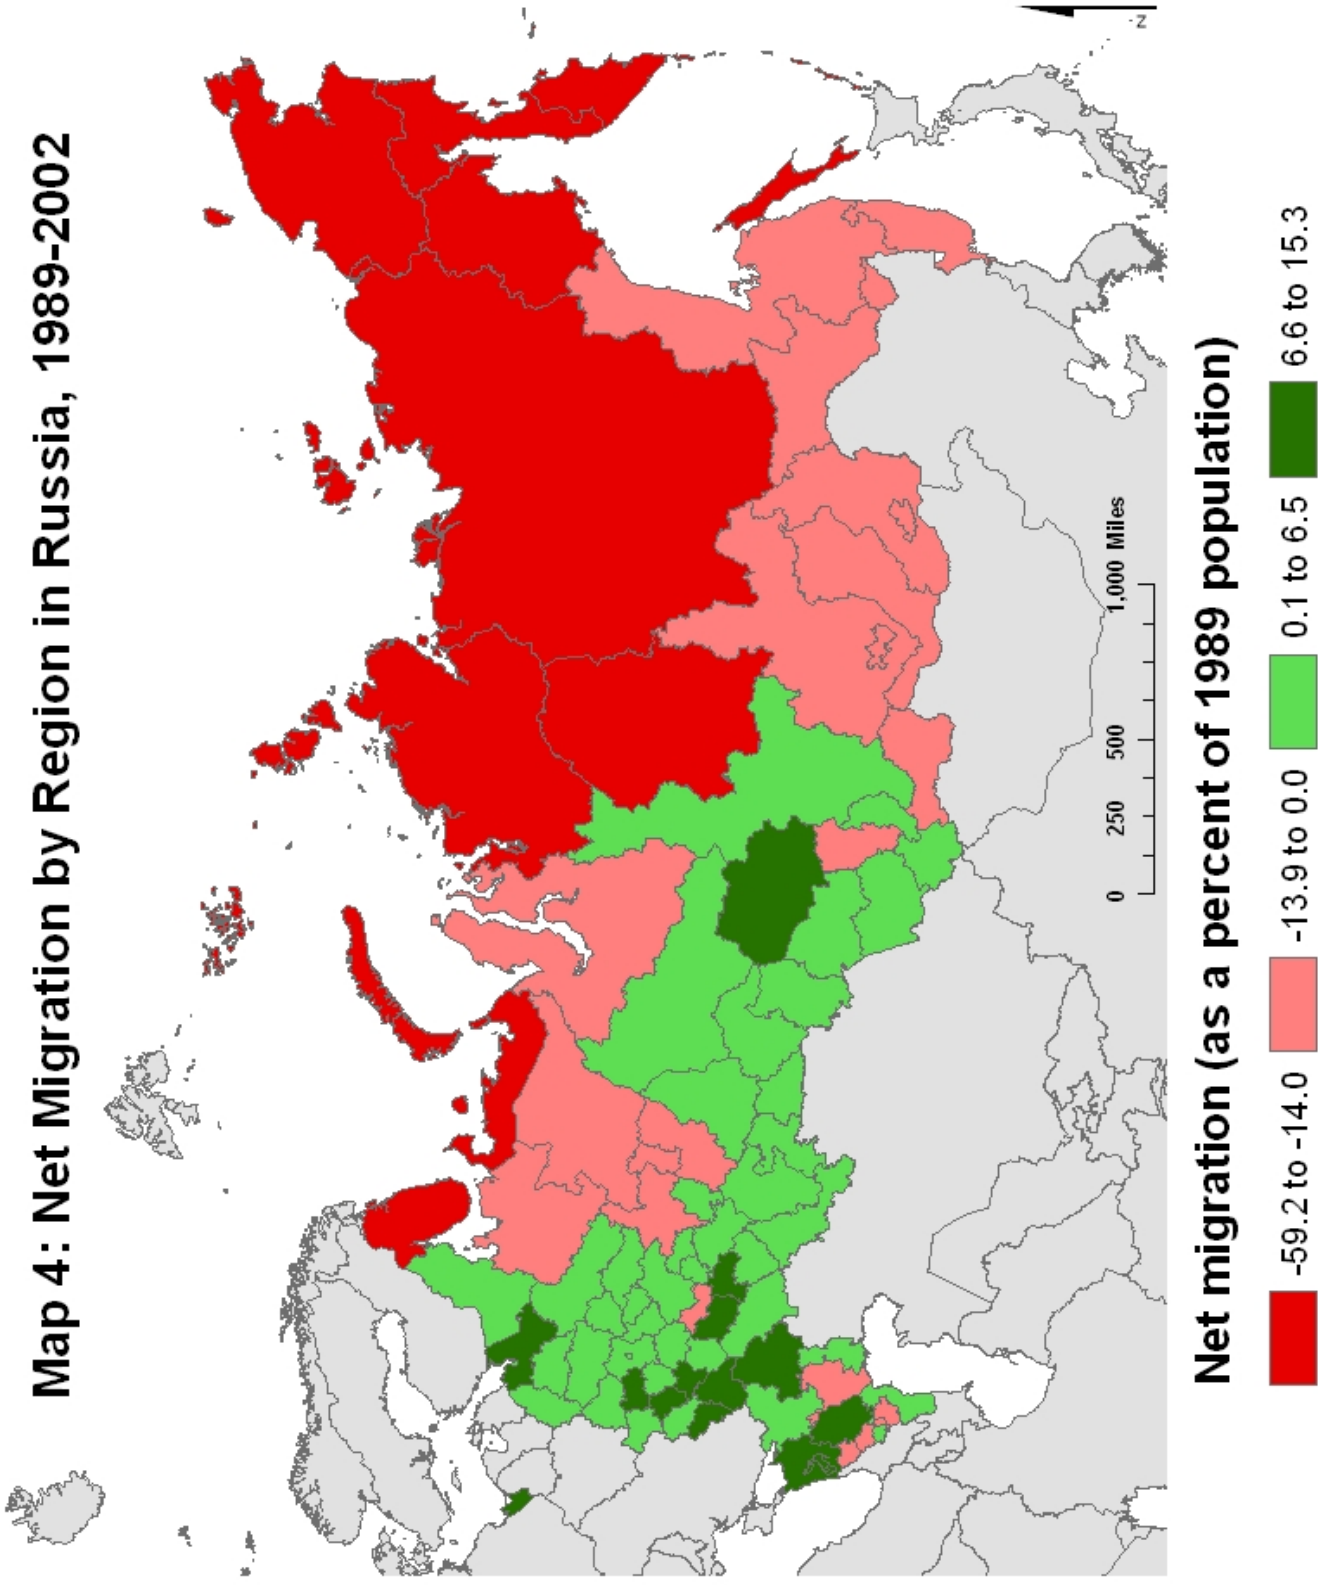 Map 4: Net Migration by Region in Russia, 1989-2002
N
0 250 500 1,000 Miles
Net migration (as a percent of 1989 population)
-59.2 to -14.0 -13.9 to 0.0 0.1 to 6.5 6.6 to 15.3